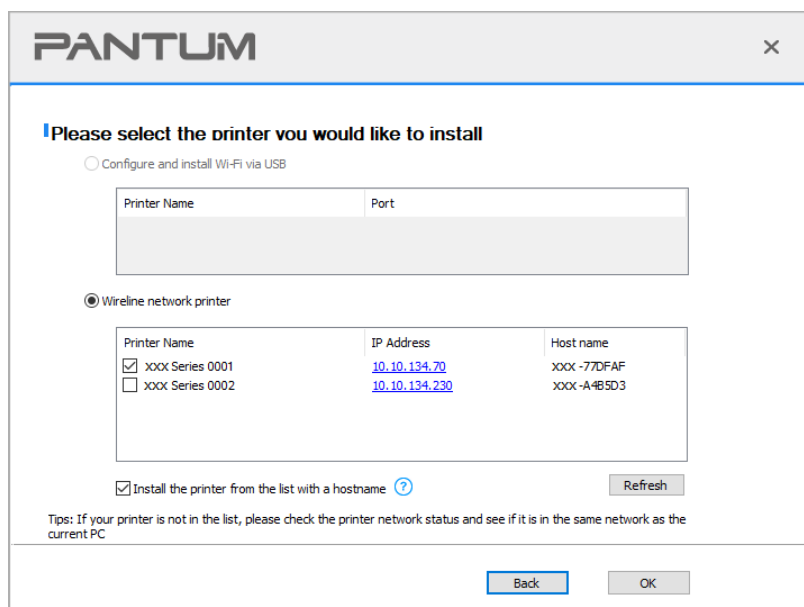 PANTUM
Please select the printer you would like to install
Configure and install Wi-Fi via USB
Printer Name Port
Wireline network printer
Printer Name IP Address Host name
XXX Series 0001 10.10.134.70 XXX -77DFAF
XXX Series 0002 10.10.134.230 XXX -A4B5D3
Install the printer from the list with a hostname ?
Refresh
Tips: If your printer is not in the list, please check the printer network status and see if it is in the same network as the
current PC
Back OK